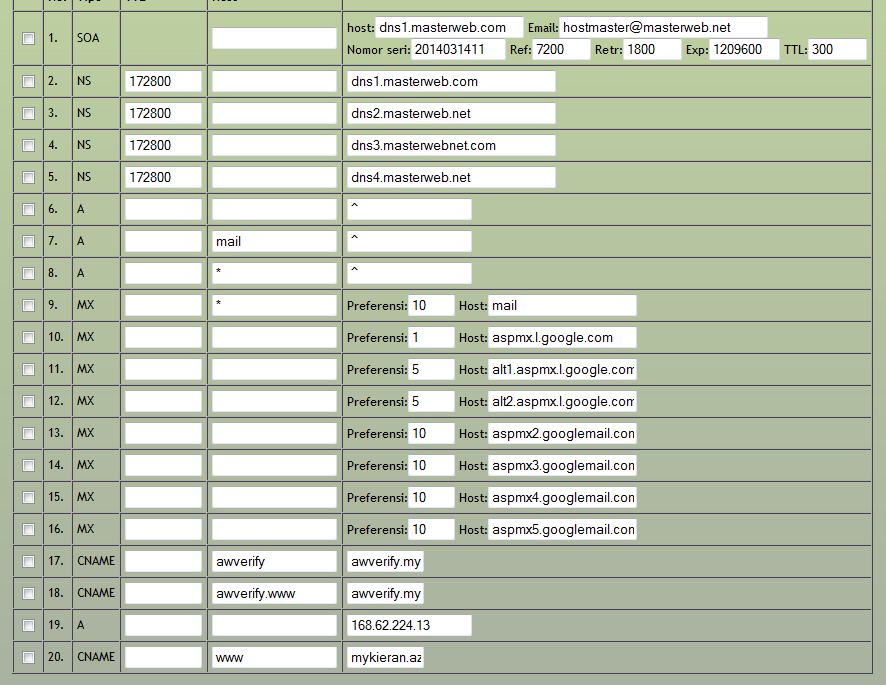 1. SOA host: dns1.masterweb.com Email: hostmaster@masterweb.net
Nomor seri: 2014031411 Ref: 7200 Retr: 1800 Exp: 1209600 TTL: 300
2. NS 172800 dns1.masterweb.com
3. NS 172800 dns2.masterweb.net
4. NS 172800 dns3.masterwebnet.com
5. NS 172800 dns4.masterweb.net
6. A ^
7. A mail ^
8. A * ^
9. MX * Preferensi: 10 Host: mail
10. MX Preferensi: 1 Host: aspmx.l.google.com
11. MX Preferensi: 5 Host: alt1.aspmx.l.google.com
12. MX Preferensi: 5 Host: alt2.aspmx.l.google.com
13. MX Preferensi: 10 Host: aspmx2.googlemail.con
14. MX Preferensi: 10 Host: aspmx3.googlemail.con
15. MX Preferensi: 10 Host: aspmx4.googlemail.con
16. MX Preferensi: 10 Host: aspmx5.googlemail.con
17. CNAME awverify awverify.my
18. CNAME awverify.www awverify.my
19. A 168.62.224.13
20. CNAME www mykieran.az